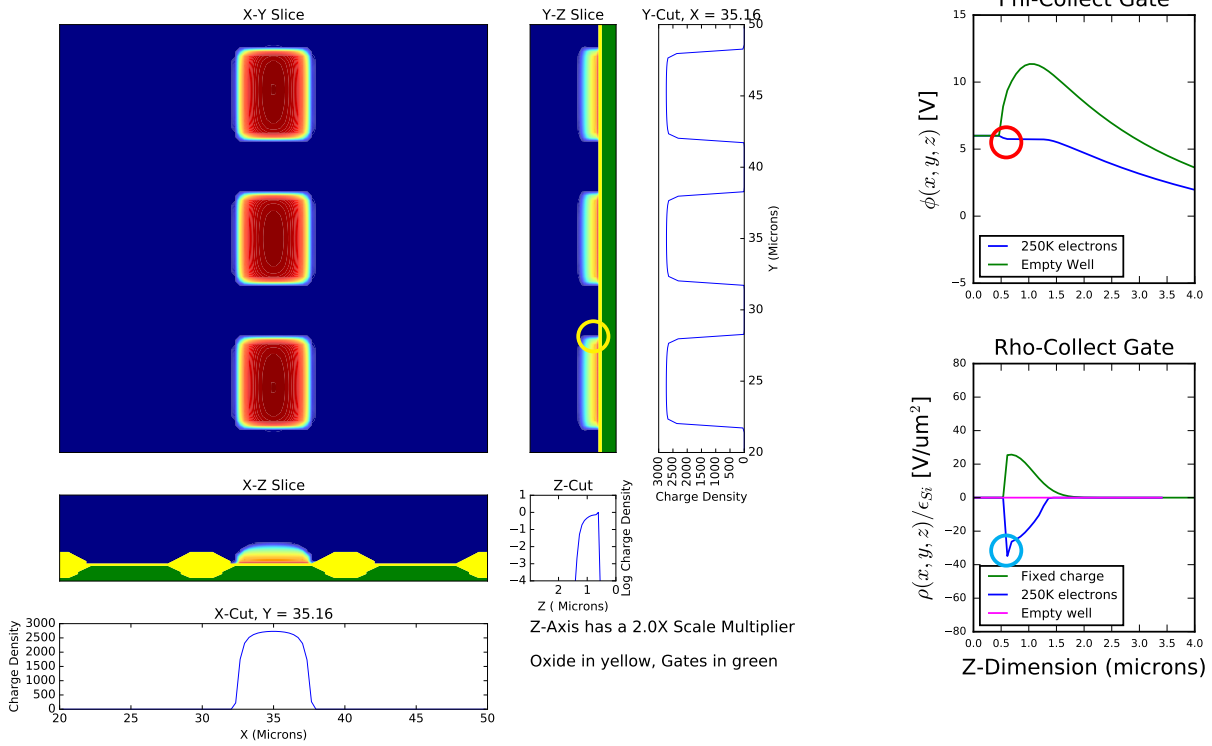 X-Y Slice
Y-Z Slice
Y-Cut, X = 35.16
50
45
40
35
30
25
20
Y (Microns)
3000
2500
2000
1500
1000
500
0
Charge Density
X-Z Slice
Z-Cut
1
0
−1
−2
−3
−4
Log Charge Density
2 1 0
Z ( Microns)
X-Cut, Y = 35.16
3000
2500
2000
1500
1000
500
0
Charge Density
20 25 30 35 40 45 50
X (Microns)
Z-Axis has a 2.0X Scale Multiplier
Oxide in yellow, Gates in green
Phi-Collect Gate
15
10
5
0
−5
ϕ(x, y, z) [V]
250K electrons
Empty Well
0.0 0.5 1.0 1.5 2.0 2.5 3.0 3.5 4.0
Rho-Collect Gate
80
60
40
20
0
−20
−40
−60
−80
ρ(x, y, z)/ϵSi [V/um²]
Fixed charge
250K electrons
Empty well
0.0 0.5 1.0 1.5 2.0 2.5 3.0 3.5 4.0
Z-Dimension (microns)